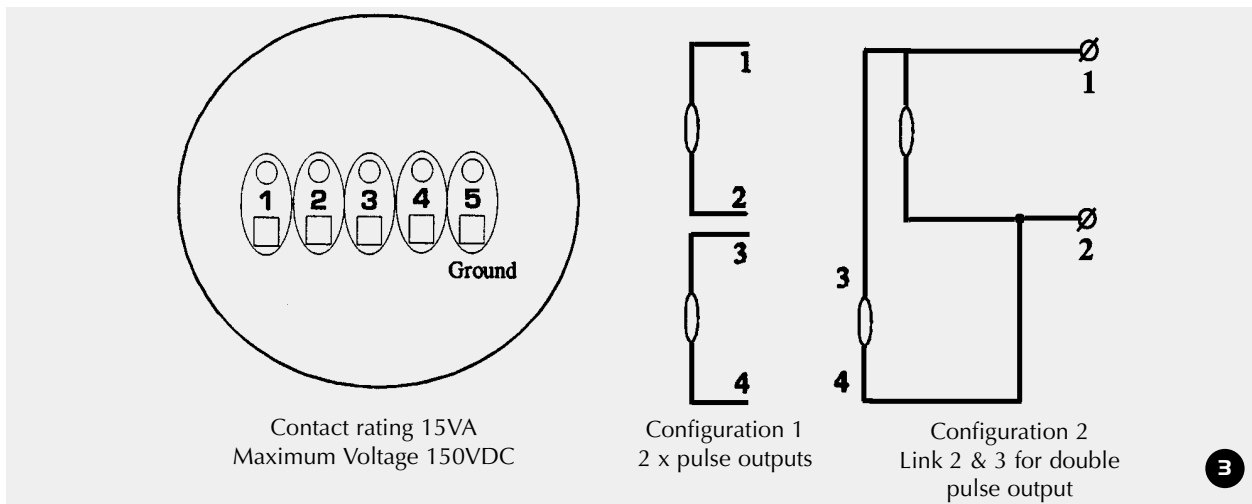 1 2 3 4 5
Ground
Contact rating 15VA
Maximum Voltage 150VDC
1
2
3
4
Configuration 1
2 x pulse outputs
1
2
3
4
Configuration 2
Link 2 & 3 for double
pulse output
3